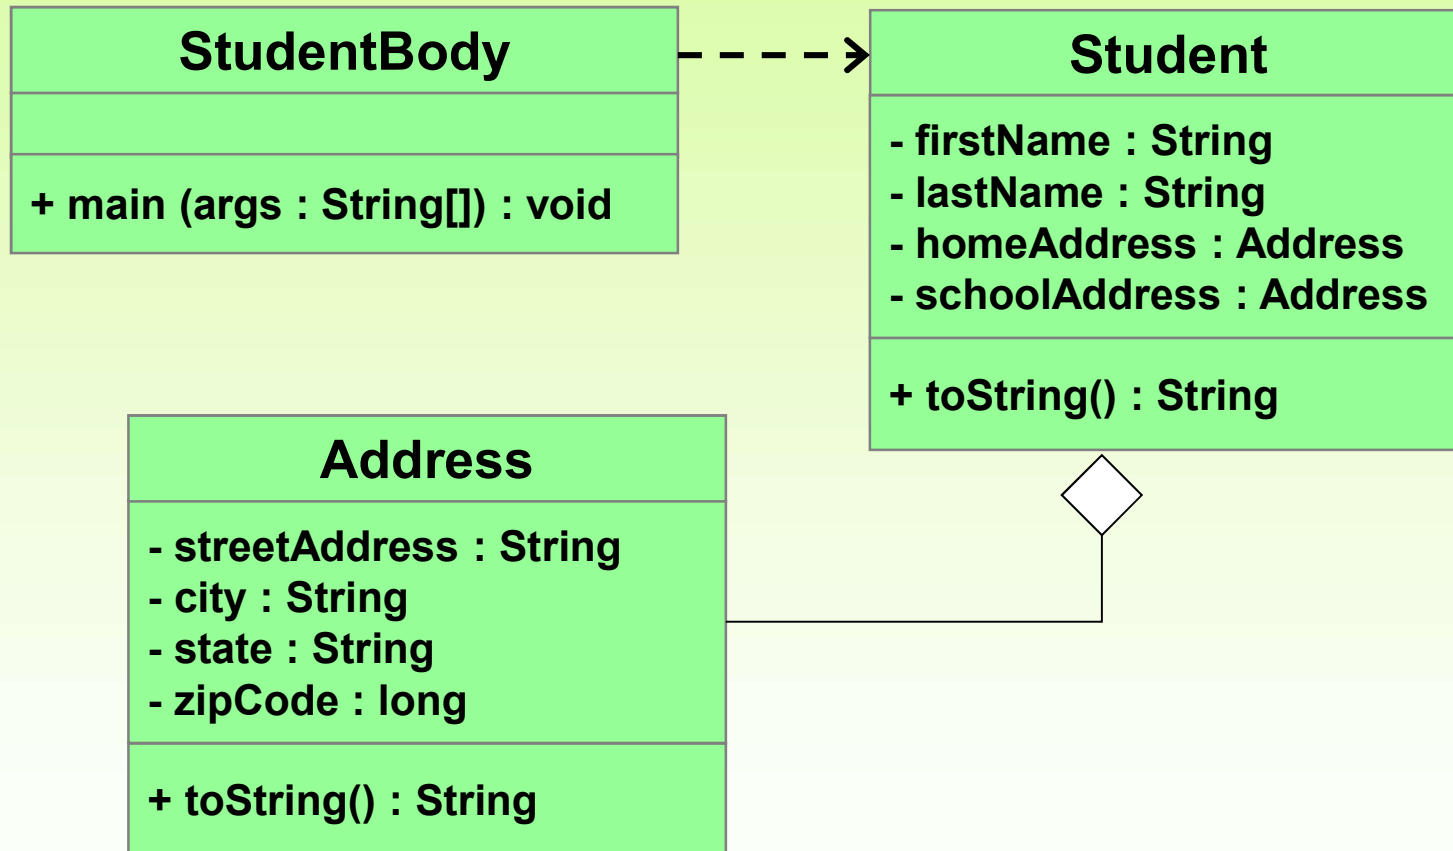 StudentBody
+ main (args : String[]) : void
Student
- firstName : String
- lastName : String
- homeAddress : Address
- schoolAddress : Address
+ toString() : String
Address
- streetAddress : String
- city : String
- state : String
- zipCode : long
+ toString() : String